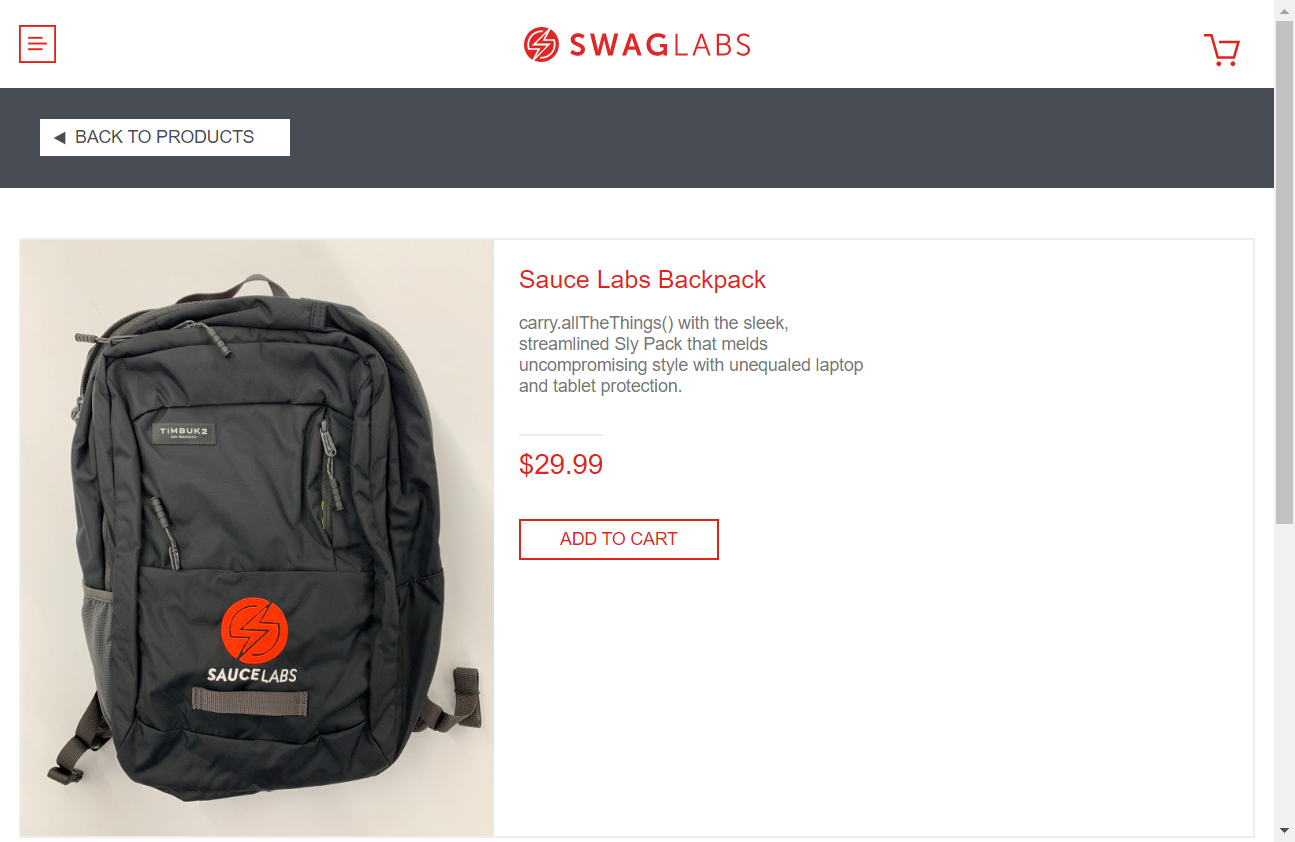 SWAGLABS
BACK TO PRODUCTS
Sauce Labs Backpack
carry.allTheThings() with the sleek,
streamlined Sly Pack that melds
uncompromising style with unequaled laptop
and tablet protection.
$29.99
ADD TO CART
TIMBUK2
SAUCELABS